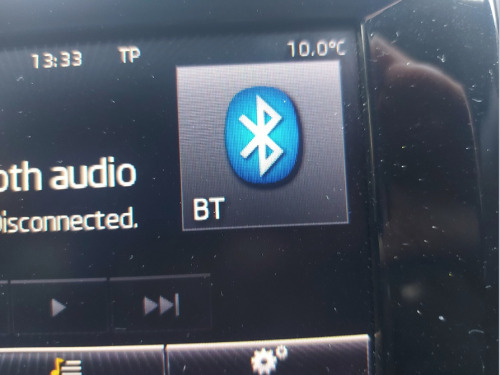 13:33 TP 10.0°C
oth audio
isconnected.
BT